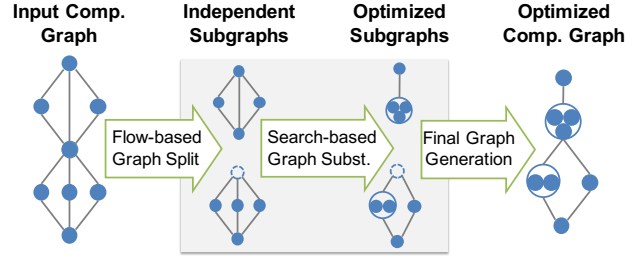 Input Comp.
Graph
Independent
Subgraphs
Optimized
Subgraphs
Optimized
Comp. Graph
Flow-based
Graph Split
Search-based
Graph Subst.
Final Graph
Generation